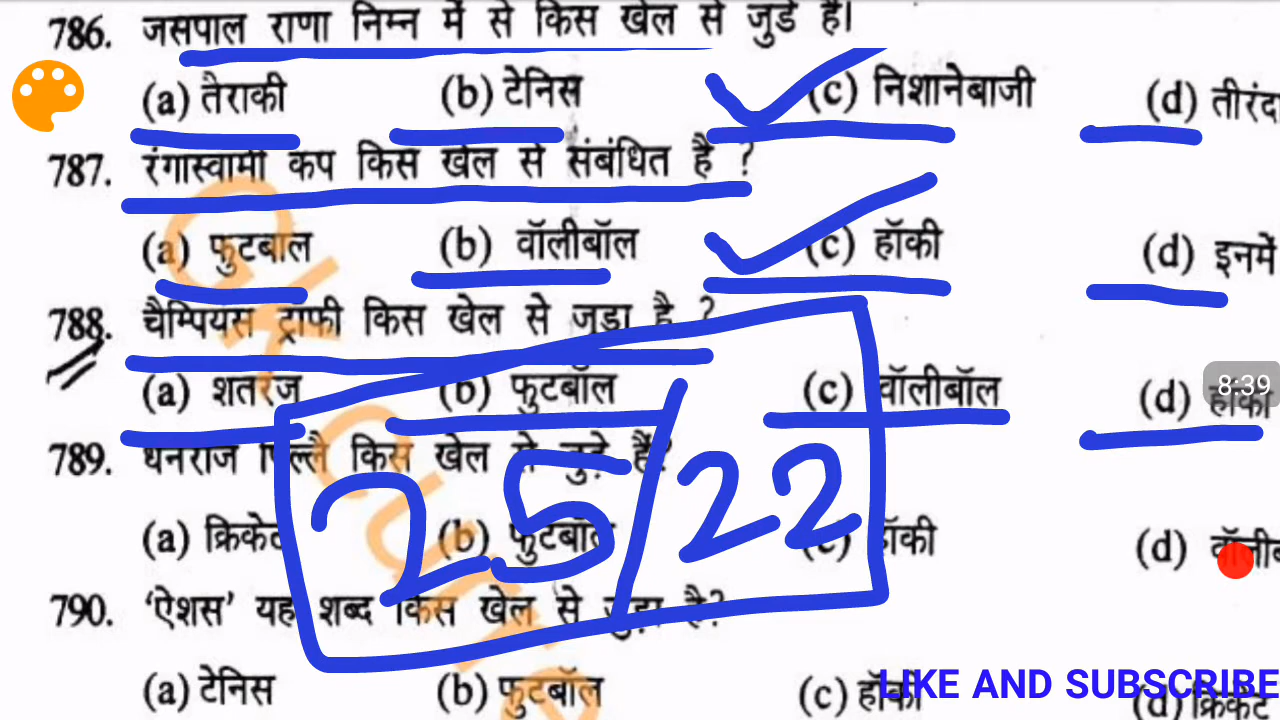 786. जसपाल राणा निम्न में से किस खेल से जुडे हैं।
(a) तैराकी (b) टेनिस (c) निशानेबाजी (d) तीरंदा
787. रंगास्वामी कप किस खेल से संबंधित है ?
(a) फुटबाल (b) वॉलीबॉल (c) हॉकी (d) इनमें
788. चैम्पियंस ट्रॉफी किस खेल से जुड़ा है ?
(a) शतरंज (b) फुटबॉल (c) वॉलीबॉल (d) हॉकी
8:39
789. धनराज पिल्लै किस खेल से जुड़े हैं?
25/22
(a) क्रिकेट (b) फुटबॉल (c) हॉकी (d) वॉलीब
790. ‘ऐशस’ यह शब्द किस खेल से जुड़ा है?
(a) टेनिस (b) फुटबॉल (c) हॉकी (d) क्रिकेट
LIKE AND SUBSCRIBE